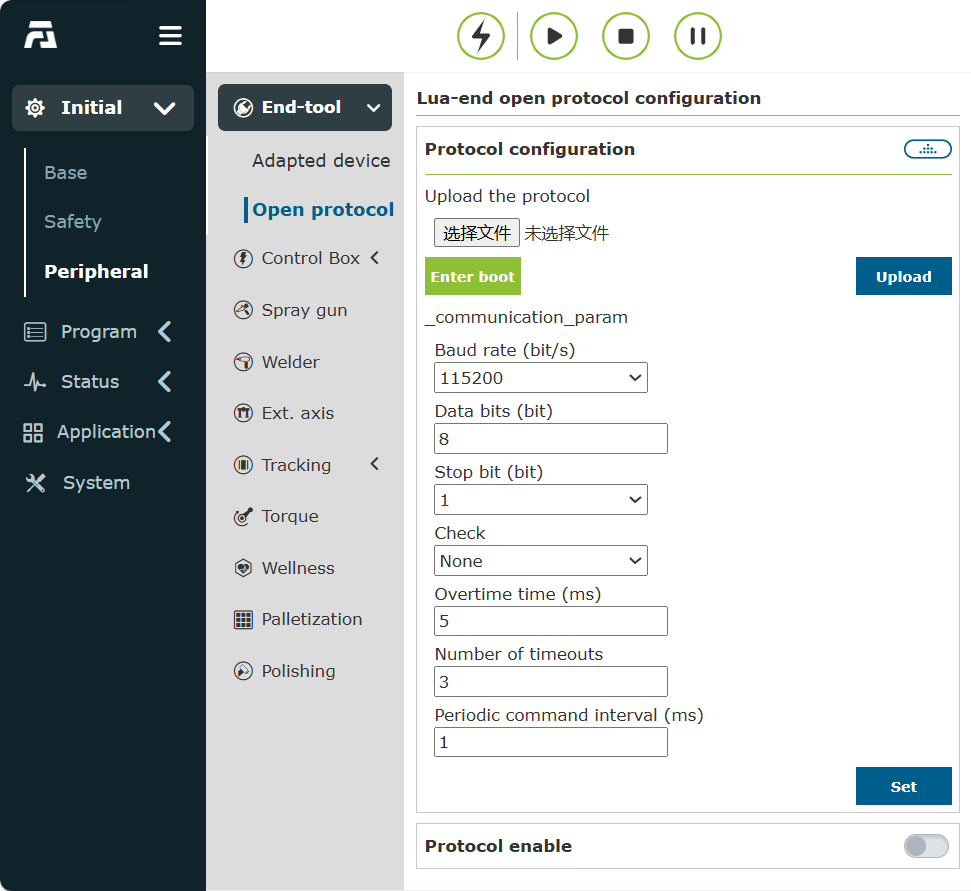 Initial
Base
Safety
Peripheral
Program
Status
Application
System
End-tool
Adapted device
Open protocol
Control Box
Spray gun
Welder
Ext. axis
Tracking
Torque
Wellness
Palletization
Polishing
Lua-end open protocol configuration
Protocol configuration
Upload the protocol
选择文件 未选择文件
Enter boot
Upload
_communication_param
Baud rate (bit/s)
115200
Data bits (bit)
8
Stop bit (bit)
1
Check
None
Overtime time (ms)
5
Number of timeouts
3
Periodic command interval (ms)
1
Set
Protocol enable